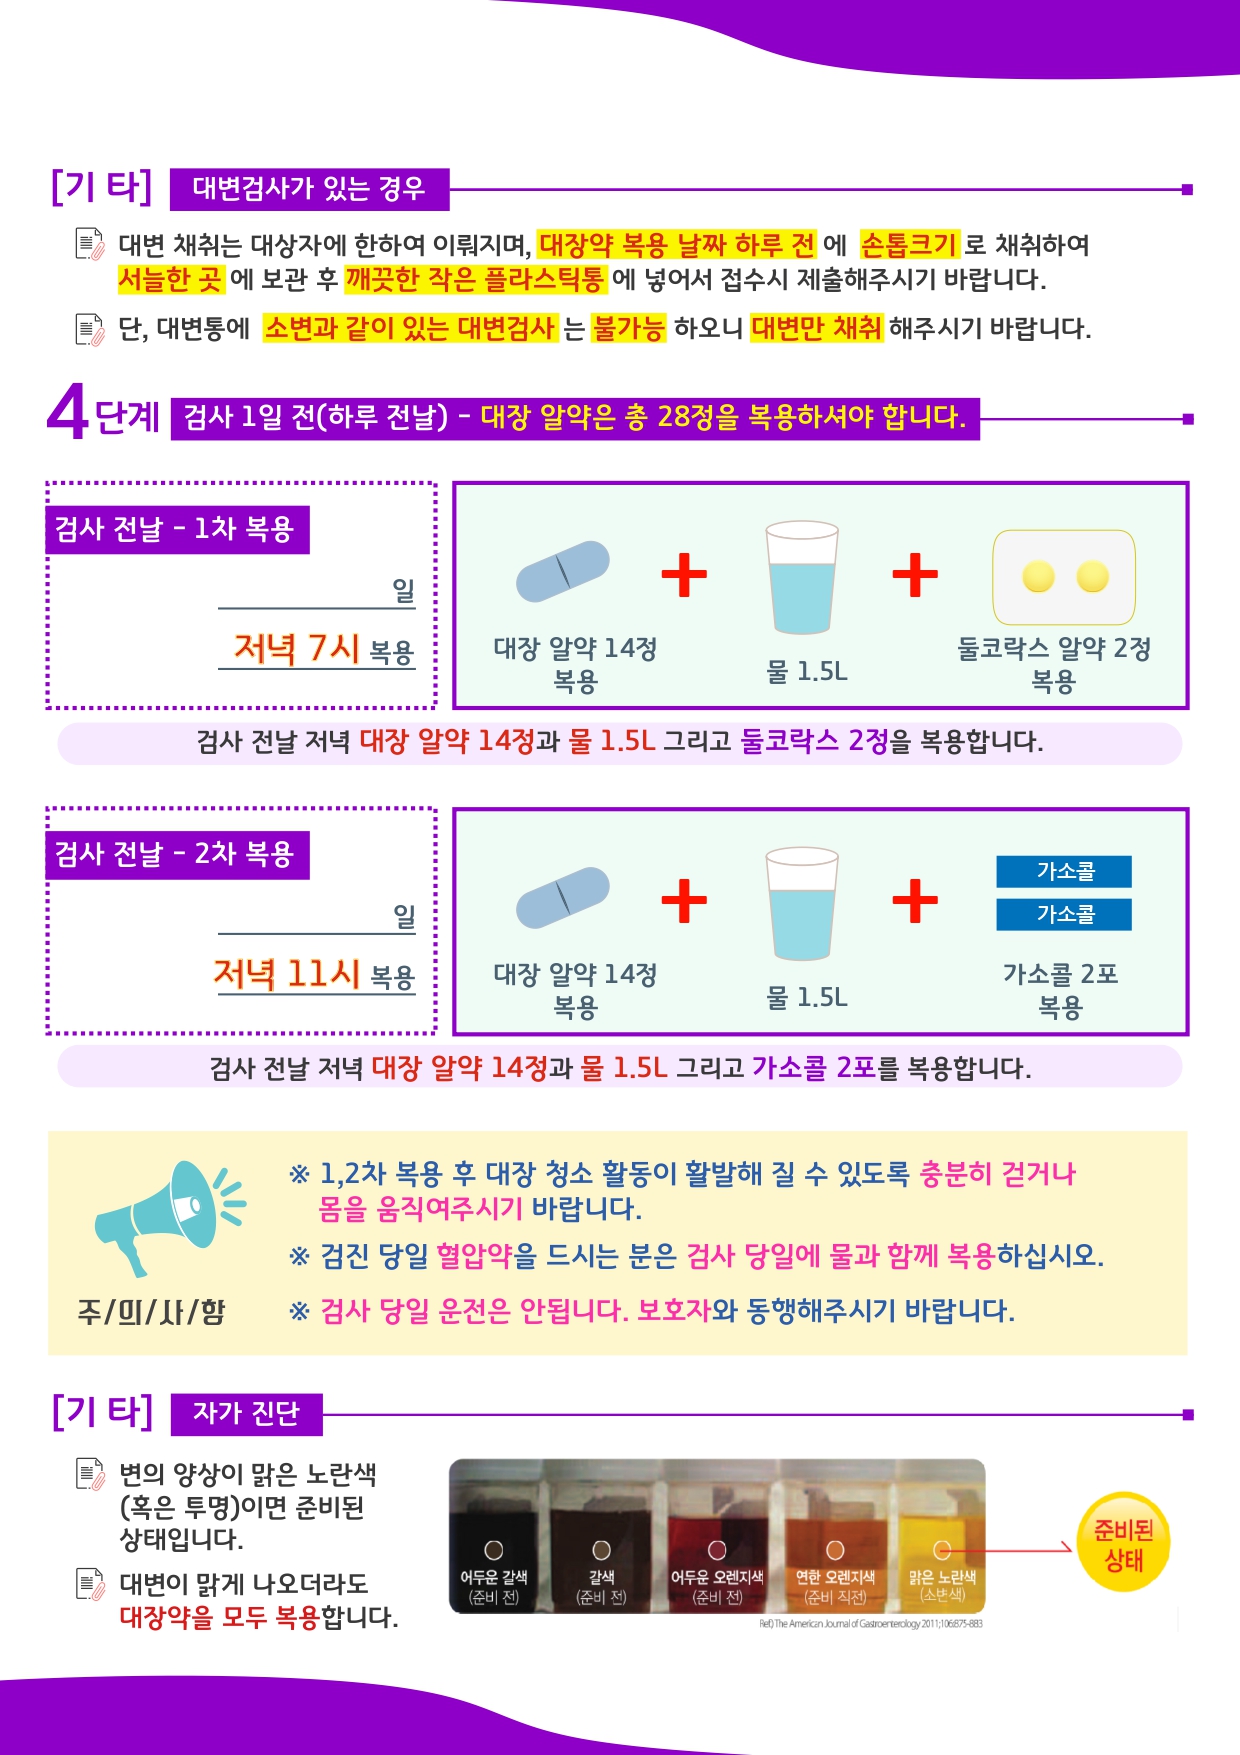 [기 타] 대변검사가 있는 경우
대변 채취는 대상자에 한하여 이뤄지며, 대장약 복용 날짜 하루 전 에 손톱크기 로 채취하여
서늘한 곳 에 보관 후 깨끗한 작은 플라스틱통 에 넣어서 접수시 제출해주시기 바랍니다.
단, 대변통에 소변과 같이 있는 대변검사 는 불가능 하오니 대변만 채취 해주시기 바랍니다.
4단계 검사 1일 전(하루 전날) - 대장 알약은 총 28정을 복용하셔야 합니다.
검사 전날 - 1차 복용
일
저녁 7시 복용
대장 알약 14정
복용
물 1.5L
둘코락스 알약 2정
복용
검사 전날 저녁 대장 알약 14정과 물 1.5L 그리고 둘코락스 2정을 복용합니다.
검사 전날 - 2차 복용
일
저녁 11시 복용
대장 알약 14정
복용
물 1.5L
가소콜
가소콜
가소콜 2포
복용
검사 전날 저녁 대장 알약 14정과 물 1.5L 그리고 가소콜 2포를 복용합니다.
주/의/사/항
※ 1,2차 복용 후 대장 청소 활동이 활발해 질 수 있도록 충분히 걷거나
몸을 움직여주시기 바랍니다.
※ 검진 당일 혈압약을 드시는 분은 검사 당일에 물과 함께 복용하십시오.
※ 검사 당일 운전은 안됩니다. 보호자와 동행해주시기 바랍니다.
[기 타] 자가 진단
변의 양상이 맑은 노란색
(혹은 투명)이면 준비된
상태입니다.
대변이 맑게 나오더라도
대장약을 모두 복용합니다.
어두운 갈색
(준비 전)
갈색
(준비 전)
어두운 오렌지색
(준비 전)
연한 오렌지색
(준비 직전)
맑은 노란색
(소변색)
준비된
상태
Ref) The American Journal of Gastroenterology 2011;106:875-883